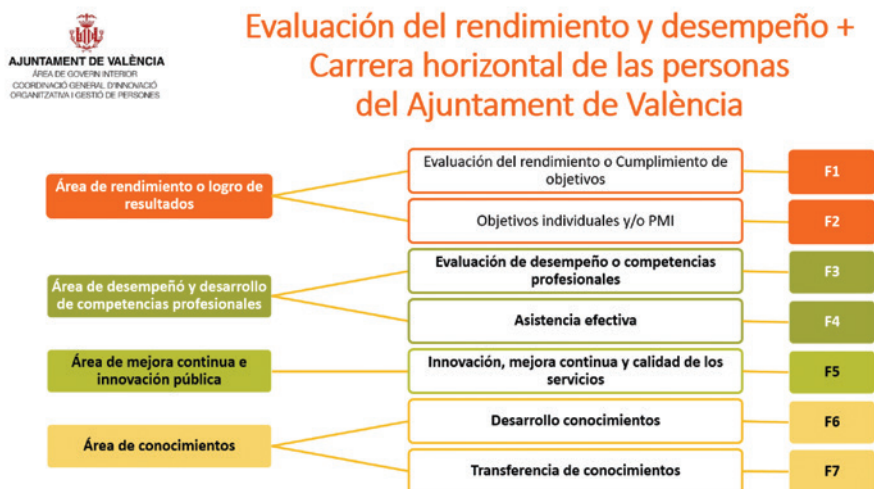 AJUNTAMENT DE VALÈNCIA
ÀREA DE GOVERN INTERIOR
COORDINACIÓ GENERAL D'INNOVACIÓ
ORGANITZATIVA I GESTIÓ DE PERSONES
Evaluación del rendimiento y desempeño +
Carrera horizontal de las personas
del Ajuntament de València
Área de rendimiento o logro de
resultados
Evaluación del rendimiento o Cumplimiento de
objetivos
F1
Objetivos individuales y/o PMI
F2
Área de desempeñó y desarrollo
de competencias profesionales
Evaluación de desempeño o competencias
profesionales
F3
Asistencia efectiva
F4
Área de mejora continua e
innovación pública
Innovación, mejora continua y calidad de los
servicios
F5
Área de conocimientos
Desarrollo conocimientos
F6
Transferencia de conocimientos
F7